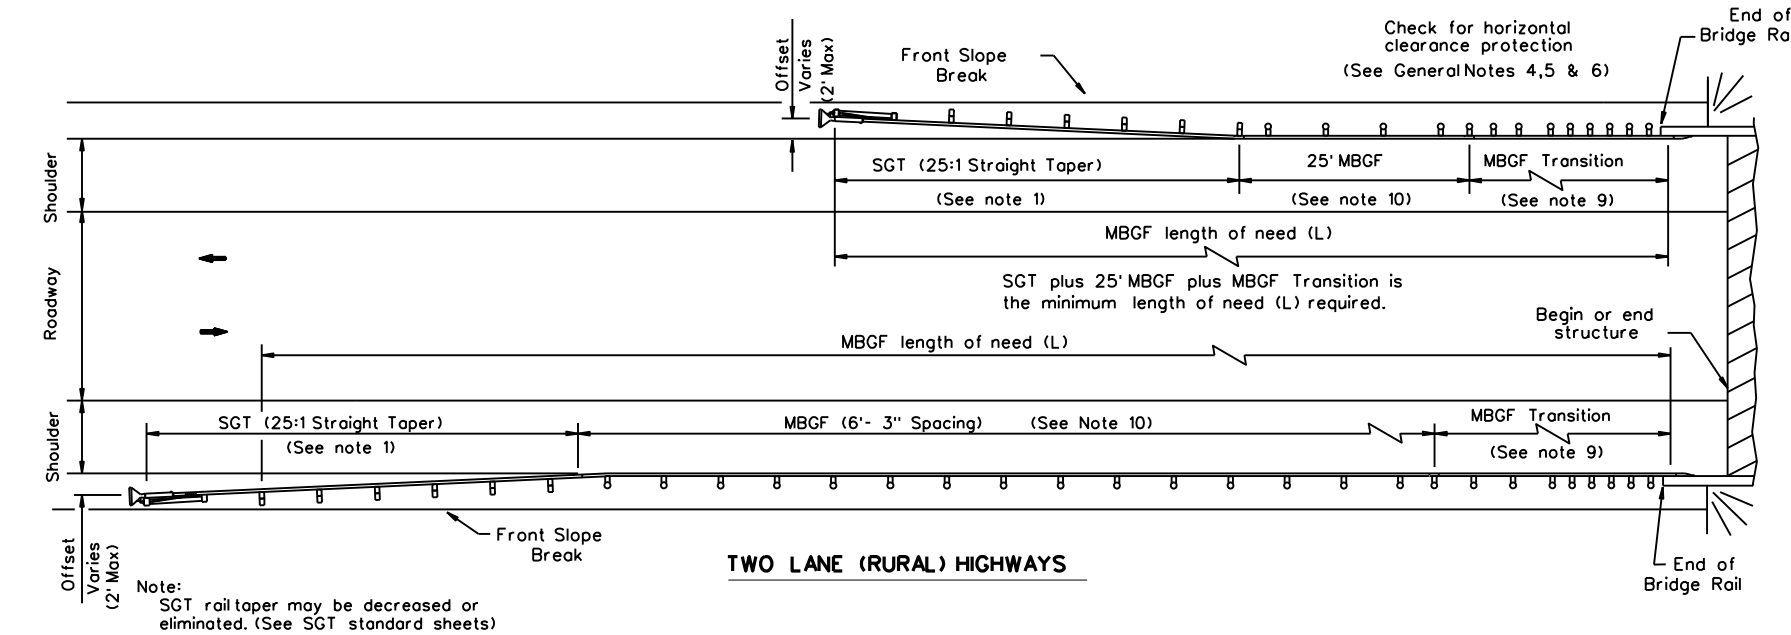 Offset
Varies
(2' Max)
Front Slope
Break
Check for horizontal
clearance protection
(See General Notes 4,5 & 6)
End of
Bridge Ra
Shoulder
SGT (25:1 Straight Taper)
(See note 1)
25' MBGF
(See note 10)
MBGF Transition
(See note 9)
MBGF length of need (L)
SGT plus 25' MBGF plus MBGF Transition is
the minimum length of need (L) required.
Roadway
Begin or end
structure
MBGF length of need (L)
Shoulder
SGT (25:1 Straight Taper)
(See note 1)
MBGF (6'- 3" Spacing) (See Note 10)
MBGF Transition
(See note 9)
Front Slope
Break
Offset
Varies
(2' Max)
TWO LANE (RURAL) HIGHWAYS
End of
Bridge Rail
Note:
SGT rail taper may be decreased or
eliminated. (See SGT standard sheets)